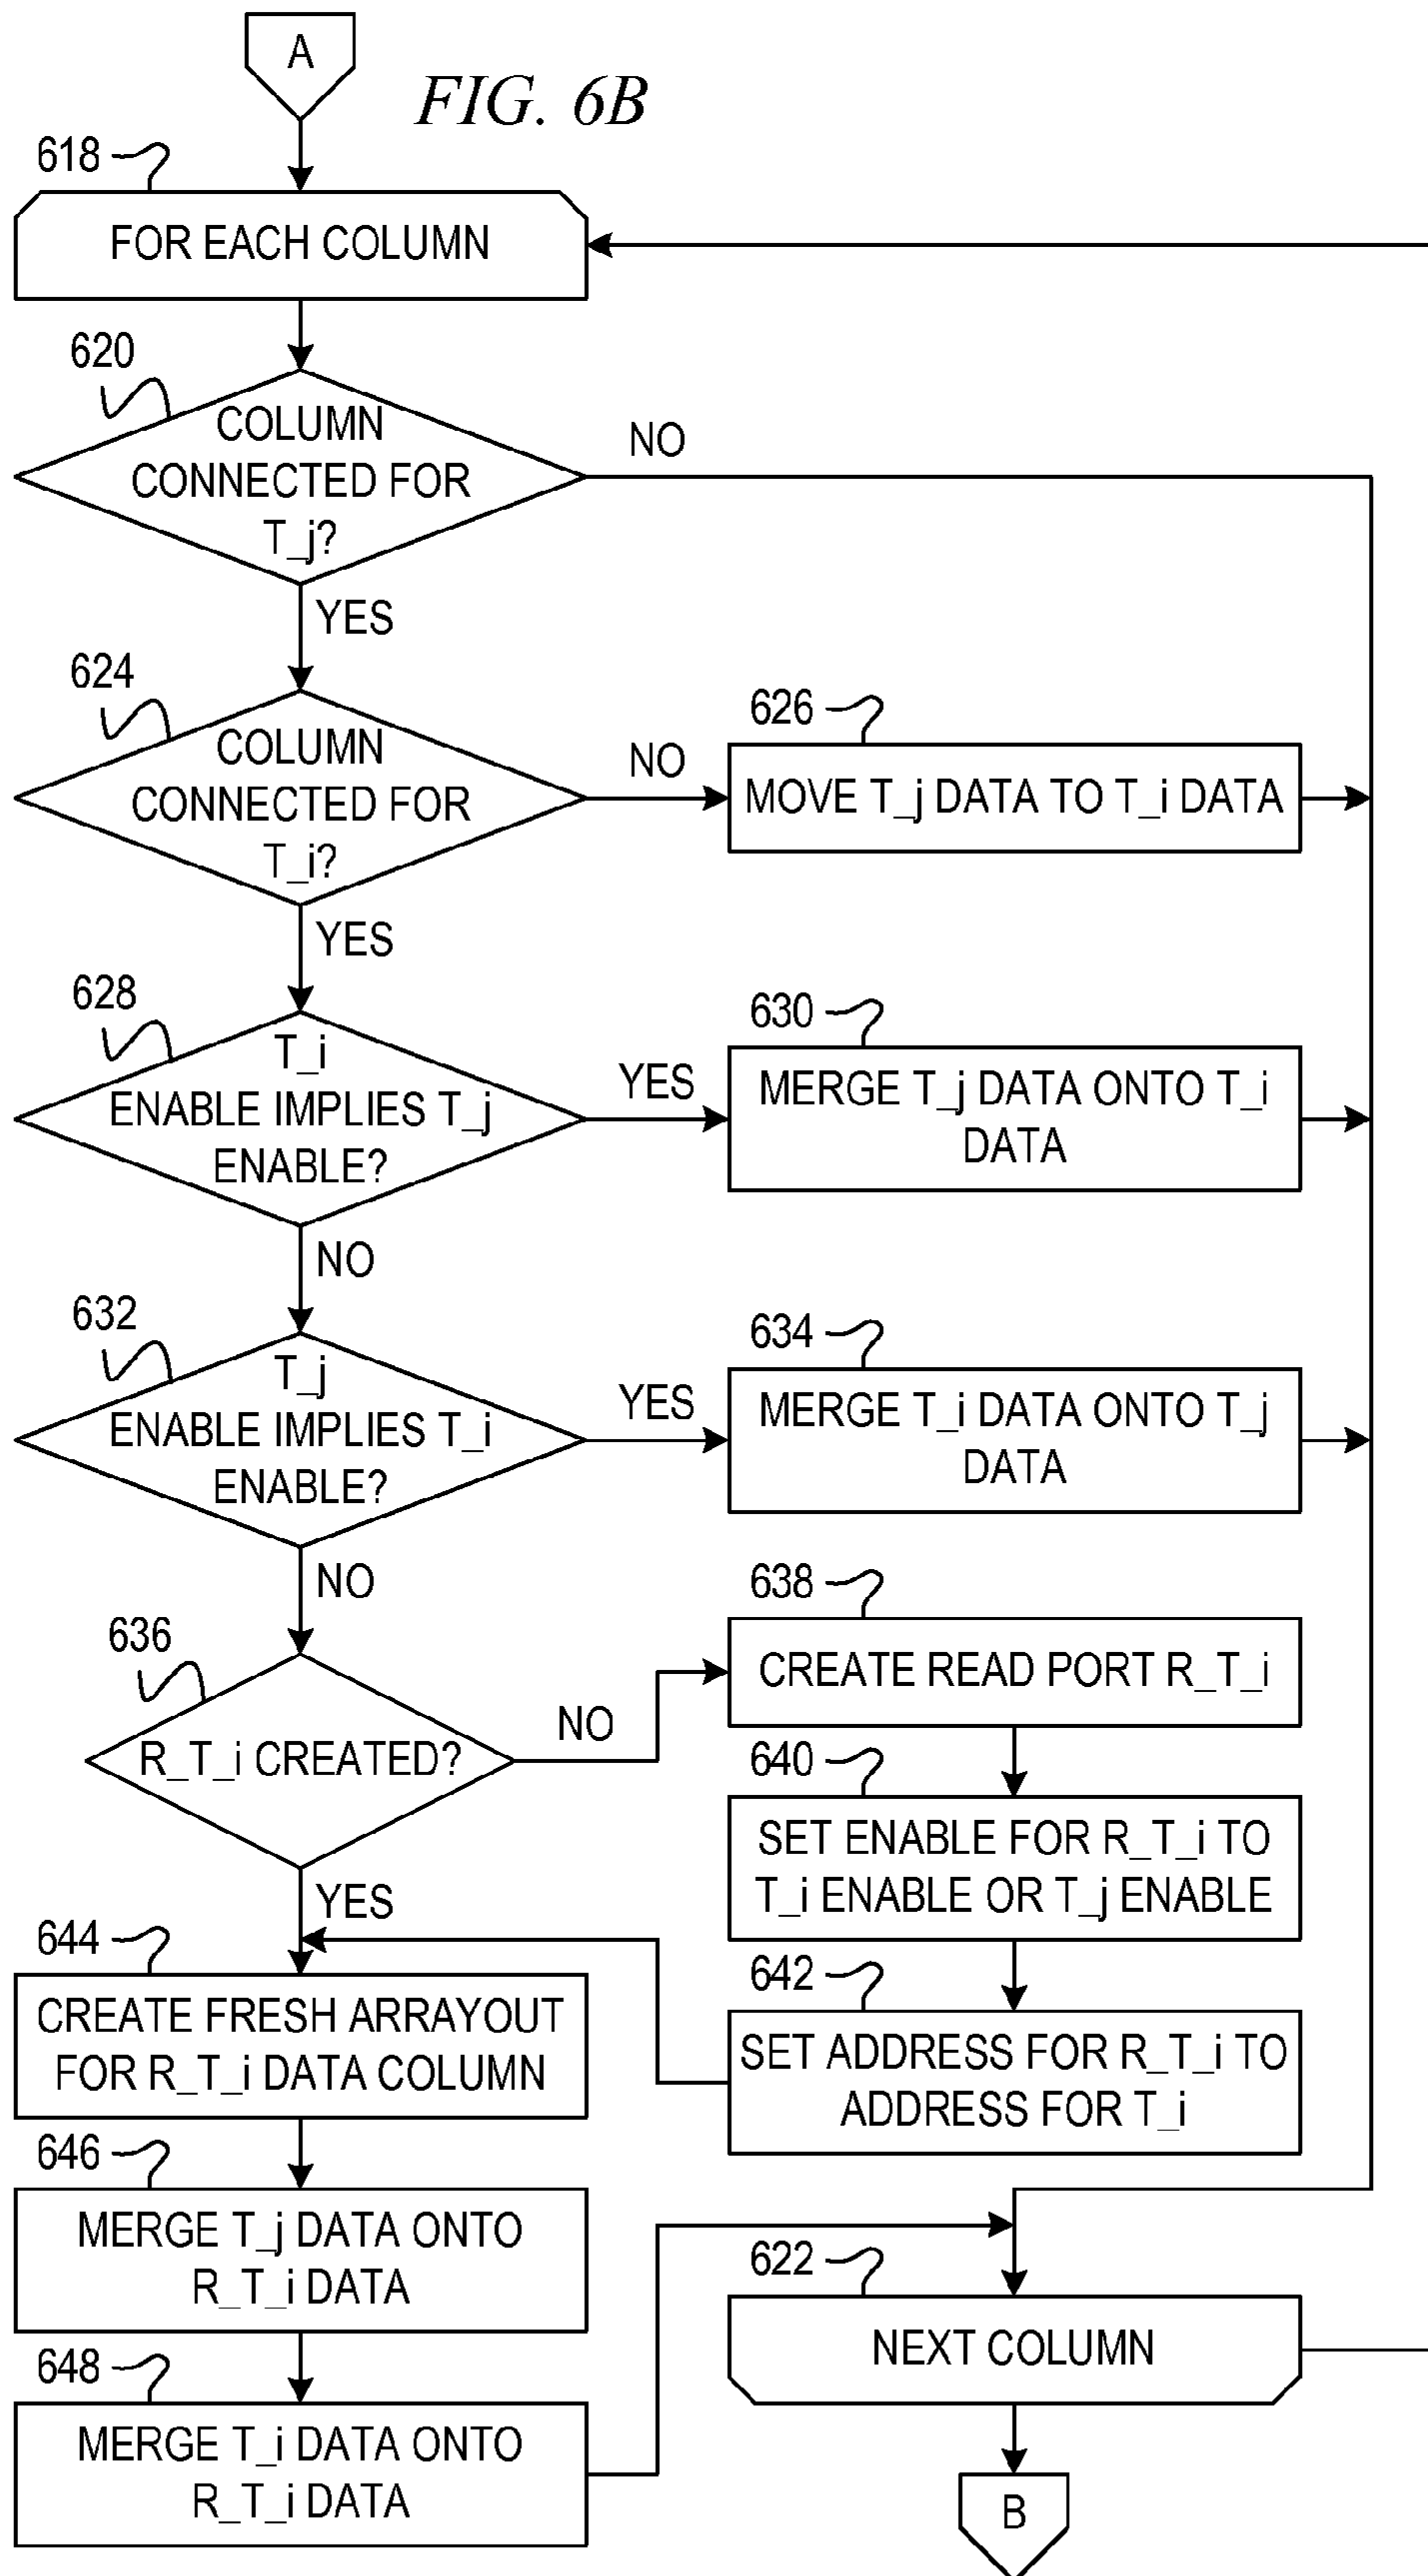 A
FIG. 6B
618
FOR EACH COLUMN
620
COLUMN
CONNECTED FOR
T_j?
NO
YES
624
COLUMN
CONNECTED FOR
T_i?
NO
626
MOVE T_j DATA TO T_i DATA
YES
628
T_i
ENABLE IMPLIES T_j
ENABLE?
YES
630
MERGE T_j DATA ONTO T_i
DATA
NO
632
T_j
ENABLE IMPLIES T_i
ENABLE?
YES
634
MERGE T_i DATA ONTO T_j
DATA
NO
636
R_T_i CREATED?
NO
638
CREATE READ PORT R_T_i
640
SET ENABLE FOR R_T_i TO
T_i ENABLE OR T_j ENABLE
642
SET ADDRESS FOR R_T_i TO
ADDRESS FOR T_i
YES
644
CREATE FRESH ARRAYOUT
FOR R_T_i DATA COLUMN
646
MERGE T_j DATA ONTO
R_T_i DATA
648
MERGE T_i DATA ONTO
R_T_i DATA
622
NEXT COLUMN
B